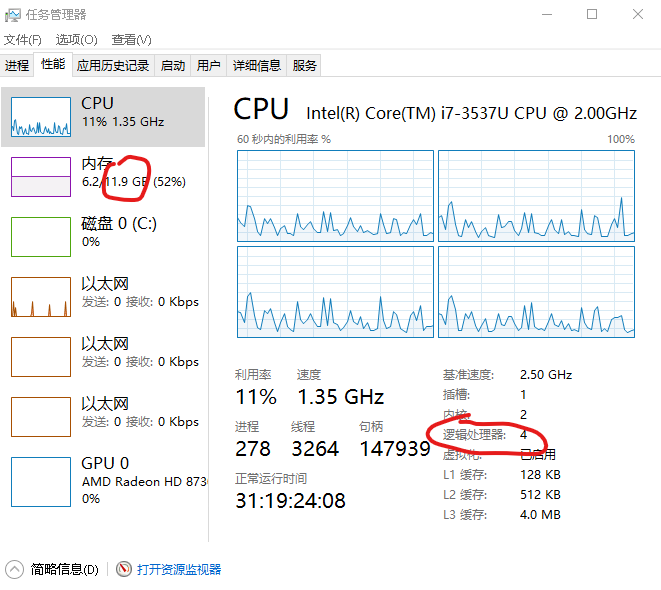 任务管理器
文件(F) 选项(O) 查看(V)
进程 性能 应用历史记录 启动 用户 详细信息 服务
CPU
11% 1.35 GHz
内存
6.2/11.9 GB (52%)
磁盘 0 (C:)
0%
以太网
发送: 0 接收: 0 Kbps
以太网
发送: 0 接收: 0 Kbps
以太网
发送: 0 接收: 0 Kbps
GPU 0
AMD Radeon HD 873
0%
CPU Intel(R) Core(TM) i7-3537U CPU @ 2.00GHz
60 秒内的利用率 % 100%
利用率 速度
11% 1.35 GHz
进程 线程 句柄
278 3264 147939
正常运行时间
31:19:24:08
基准速度: 2.50 GHz
插槽: 1
内核: 2
逻辑处理器: 4
虚拟化: 已启用
L1 缓存: 128 KB
L2 缓存: 512 KB
L3 缓存: 4.0 MB
简略信息(D) 打开资源监视器